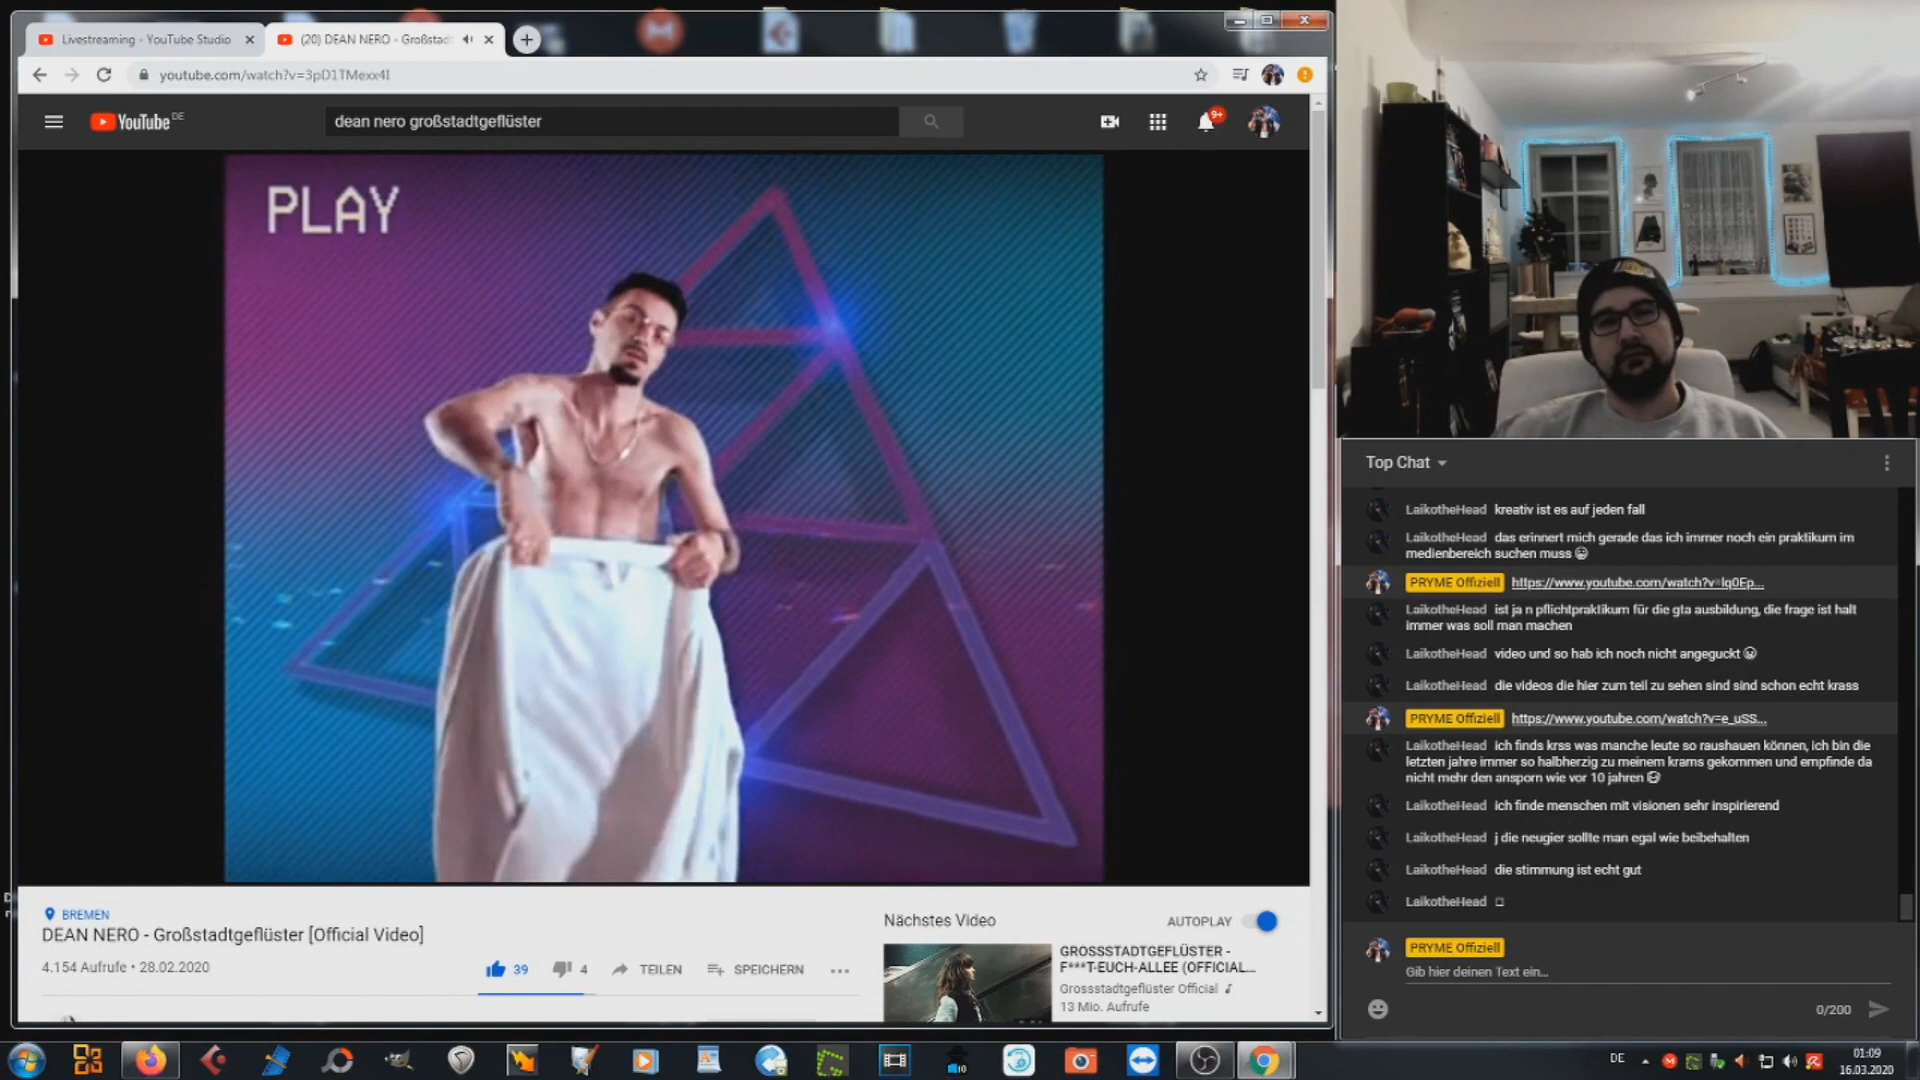 Livestreaming - YouTube Studio
(20) DEAN NERO - Großstad
youtube.com/watch?v=3pD1TMexx4I
YouTube DE
dean nero großstadtgeflüster
9+
PLAY
BREMEN
DEAN NERO - Großstadtgeflüster [Official Video]
4.154 Aufrufe • 28.02.2020
39
4
TEILEN
SPEICHERN
Nächstes Video
AUTOPLAY
GROSSSTADTGEFLÜSTER -
F***T-EUCH-ALLEE (OFFICIAL...
Grossstadtgeflüster Official
13 Mio. Aufrufe
Top Chat
LaikotheHead kreativ ist es auf jeden fall
LaikotheHead das erinnert mich gerade das ich immer noch ein praktikum im
medienbereich suchen muss
PRYME Offiziell https://www.youtube.com/watch?v=lq0Ep...
LaikotheHead ist ja n pflichtpraktikum für die gta ausbildung, die frage ist halt
immer was soll man machen
LaikotheHead video und so hab ich noch nicht angeguckt
LaikotheHead die videos die hier zum teil zu sehen sind sind schon echt krass
PRYME Offiziell https://www.youtube.com/watch?v=e_uSS...
LaikotheHead ich finds krss was manche leute so raushauen können, ich bin die
letzten jahre immer so halbherzig zu meinem krams gekommen und empfinde da
nicht mehr den ansporn wie vor 10 jahren
LaikotheHead ich finde menschen mit visionen sehr inspirierend
LaikotheHead j die neugier sollte man egal wie beibehalten
LaikotheHead die stimmung ist echt gut
LaikotheHead
PRYME Offiziell
Gib hier deinen Text ein...
0/200
DE
01:09
16.03.2020